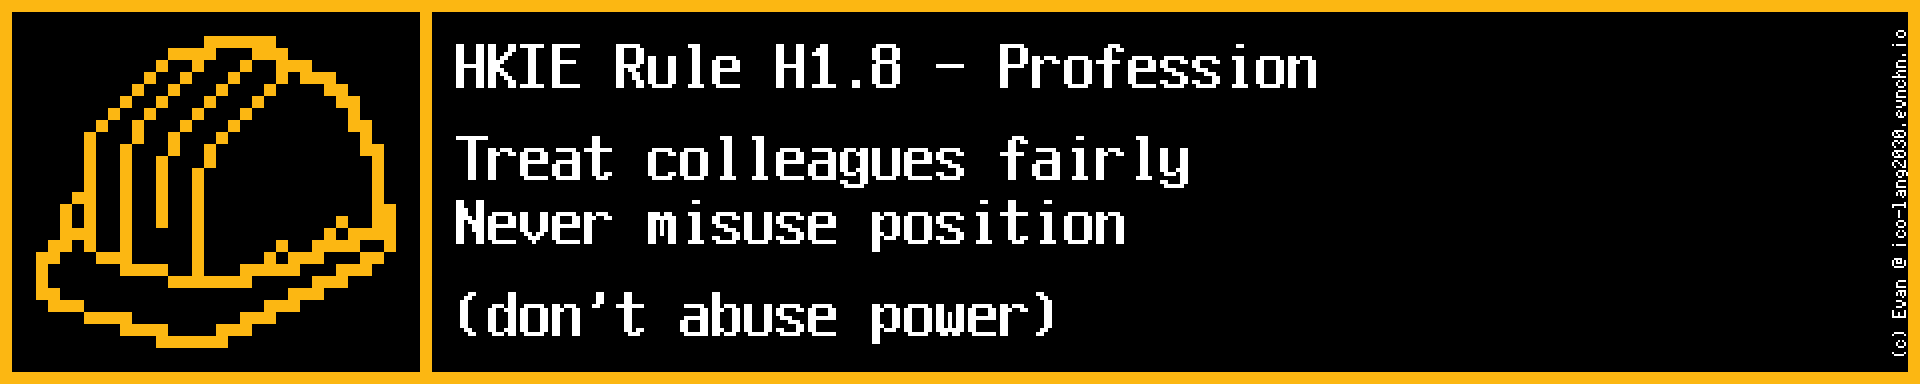 HKIE Rule H1.8 - Profession
Treat colleagues fairly
Never misuse position
(don't abuse power)
(c) Evan @ ico-lang2030.evnchn.io